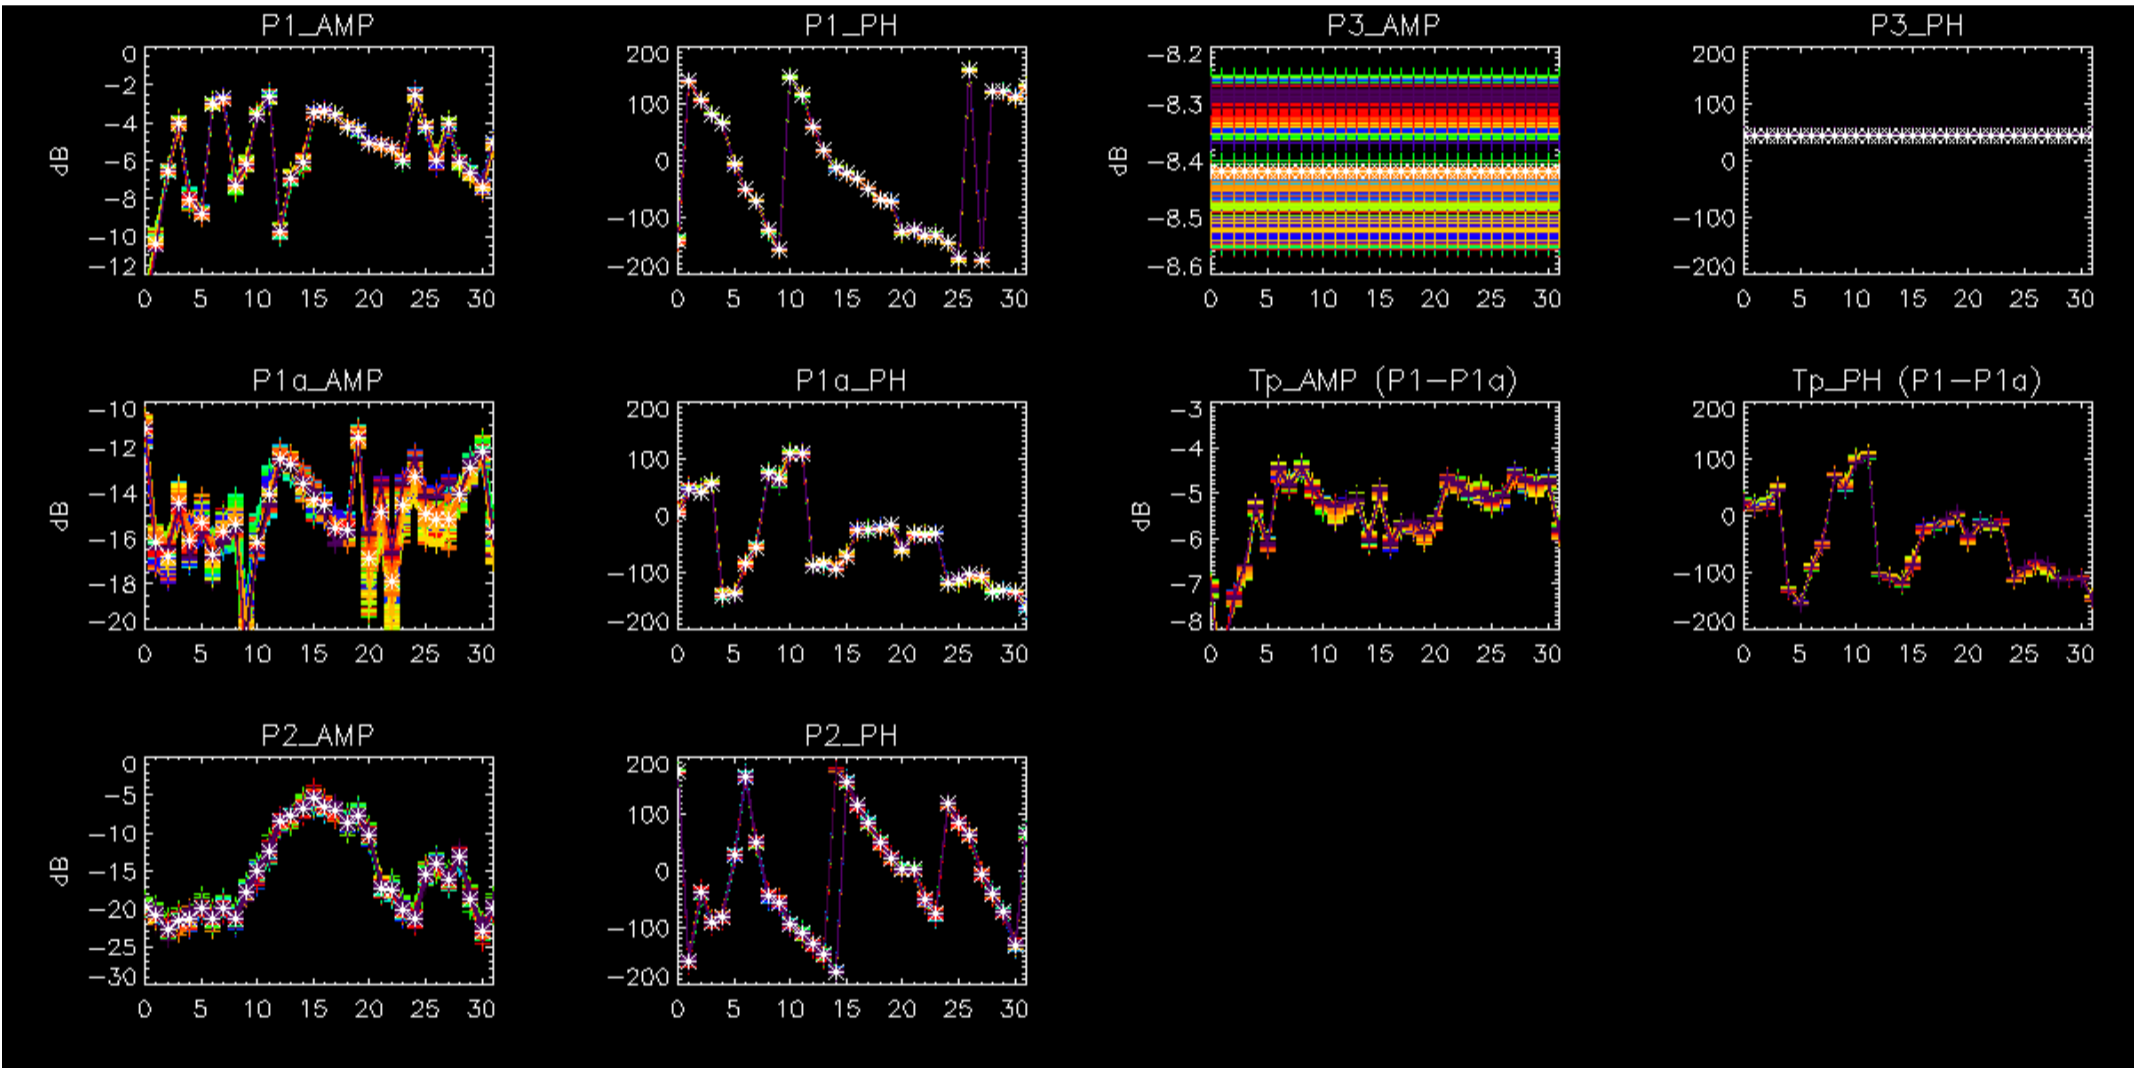 P1_AMP
0
−2
−4
−6
−8
−10
−12
dB
0 5 10 15 20 25 30
P1_PH
200
100
0
−100
−200
0 5 10 15 20 25 30
P3_AMP
−8.2
−8.3
−8.4
−8.5
−8.6
dB
0 5 10 15 20 25 30
P3_PH
200
100
0
−100
−200
0 5 10 15 20 25 30
P1a_AMP
−10
−12
−14
−16
−18
−20
dB
0 5 10 15 20 25 30
P1a_PH
200
100
0
−100
−200
0 5 10 15 20 25 30
Tp_AMP (P1−P1a)
−3
−4
−5
−6
−7
−8
dB
0 5 10 15 20 25 30
Tp_PH (P1−P1a)
200
100
0
−100
−200
0 5 10 15 20 25 30
P2_AMP
0
−5
−10
−15
−20
−25
−30
dB
0 5 10 15 20 25 30
P2_PH
200
100
0
−100
−200
0 5 10 15 20 25 30